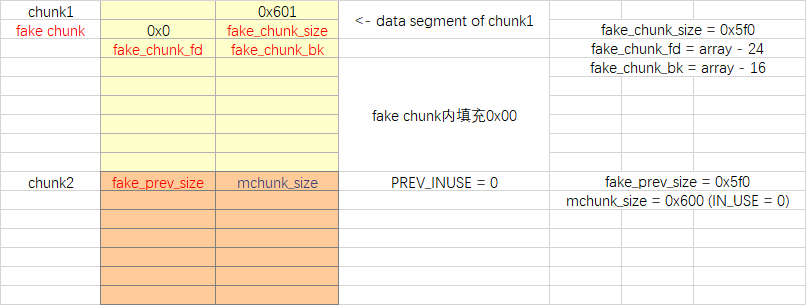 chunk1 0x601 <- data segment of chunk1
fake chunk 0x0 fake_chunk_size fake_chunk_size = 0x5f0
fake_chunk_fd fake_chunk_bk fake_chunk_fd = array - 24
fake_chunk_bk = array - 16
fake chunk内填充0x00
chunk2 fake_prev_size mchunk_size PREV_INUSE = 0 fake_prev_size = 0x5f0
mchunk_size = 0x600 (IN_USE = 0)